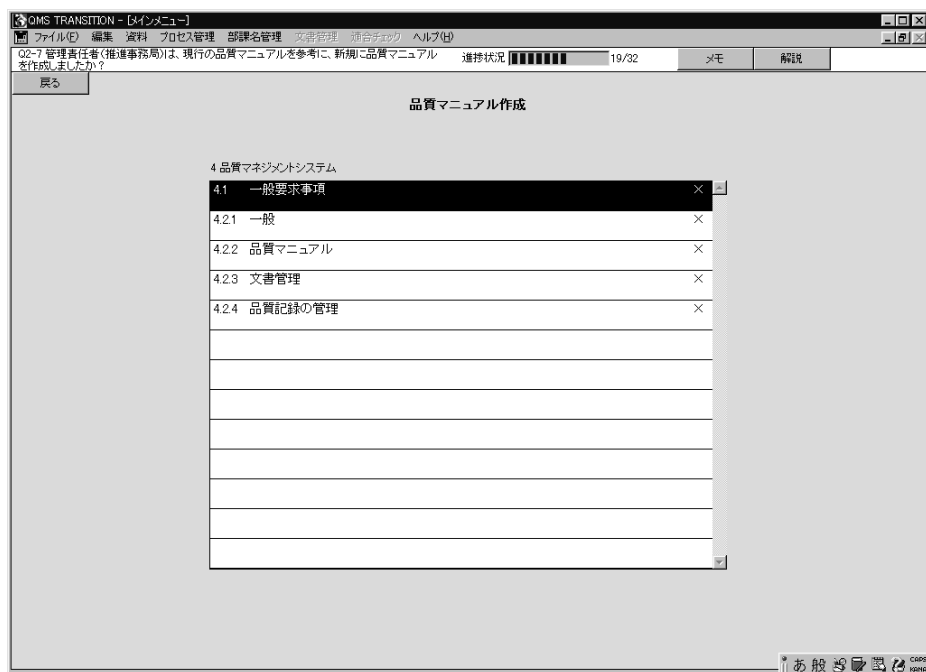 QMS TRANSITION - [メインメニュー]
ファイル(F) 編集 資料 プロセス管理 部課名管理 文書管理 適合チェック ヘルプ(H)
Q2-7 管理責任者(推進事務局)は、現行の品質マニュアルを参考に、新規に品質マニュアル
を作成しましたか?
進捗状況 19/32 メモ 解説
戻る
品質マニュアル作成
4 品質マネジメントシステム
4.1 一般要求事項 ×
4.2.1 一般 ×
4.2.2 品質マニュアル ×
4.2.3 文書管理 ×
4.2.4 品質記録の管理 ×
あ 般 CAPS
KANA